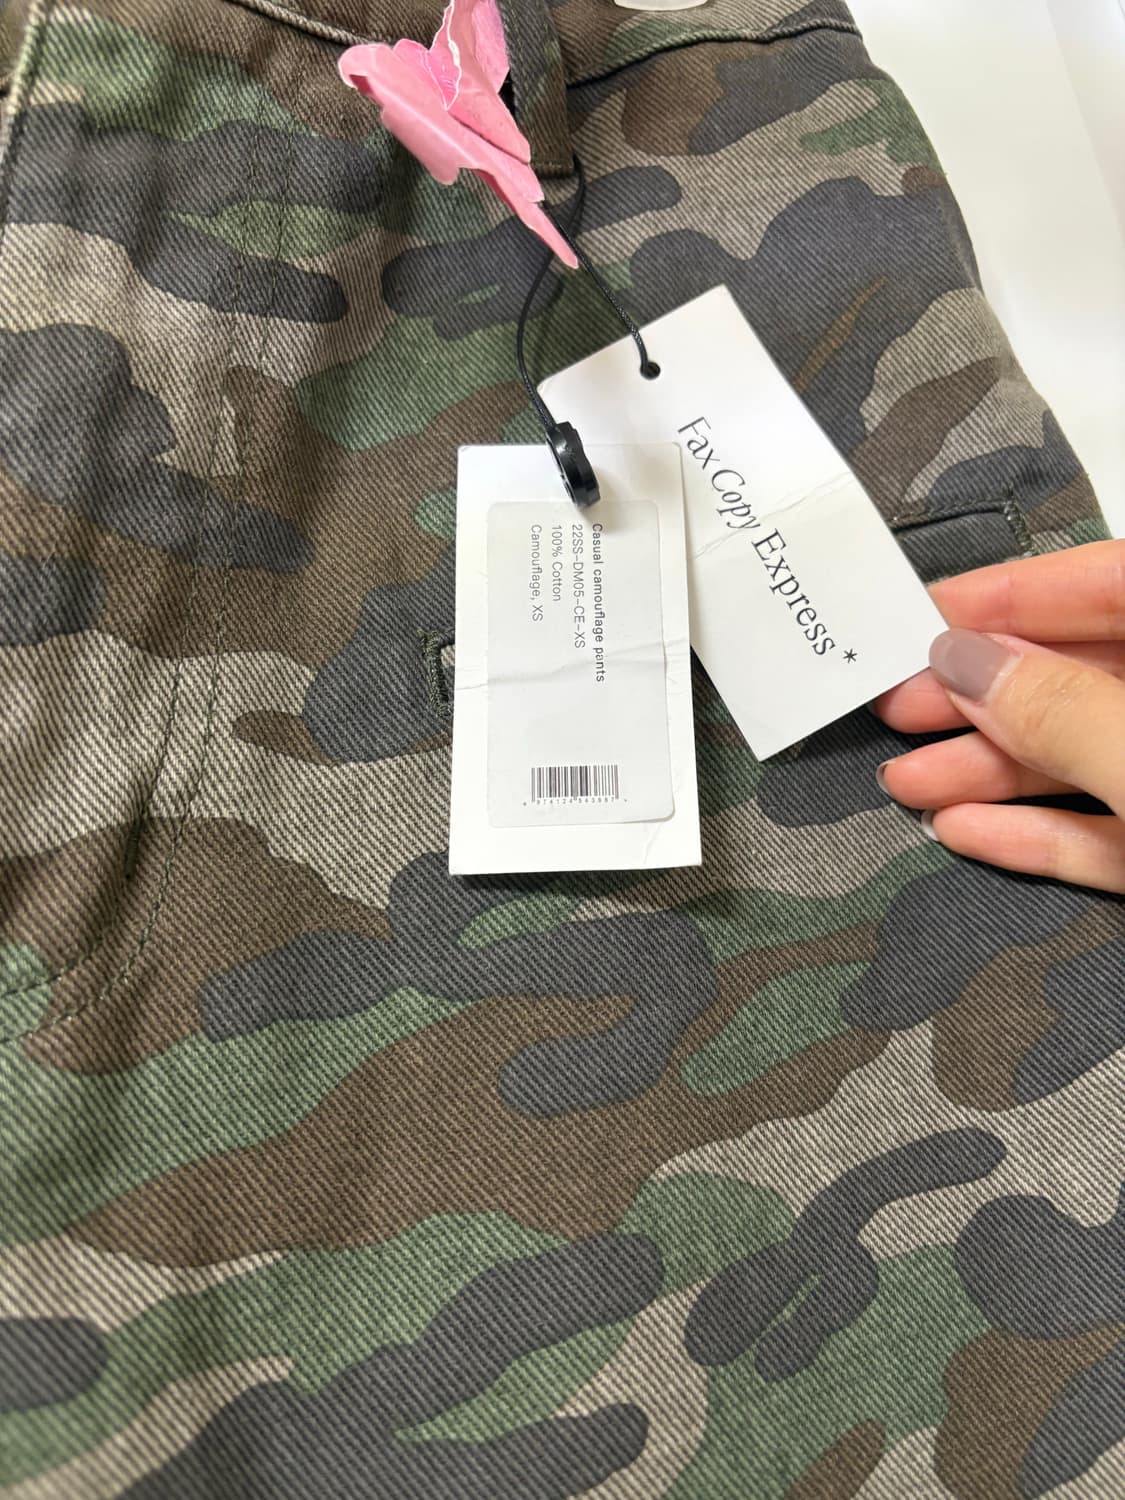 Fax Copy Express*
Casual camouflage pants
22SS-DM05-CE-XS
100% Cotton
Camouflage, XS